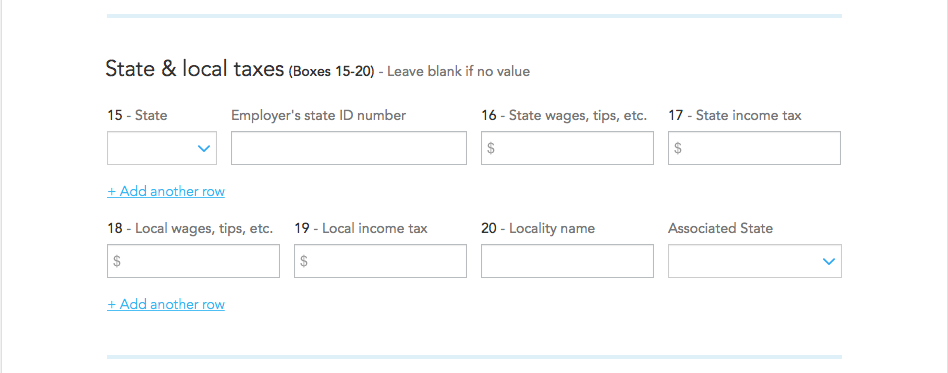 State & local taxes (Boxes 15-20) - Leave blank if no value
15 - State Employer's state ID number 16 - State wages, tips, etc. 17 - State income tax
$ $
+ Add another row
18 - Local wages, tips, etc. 19 - Local income tax 20 - Locality name Associated State
$ $
+ Add another row